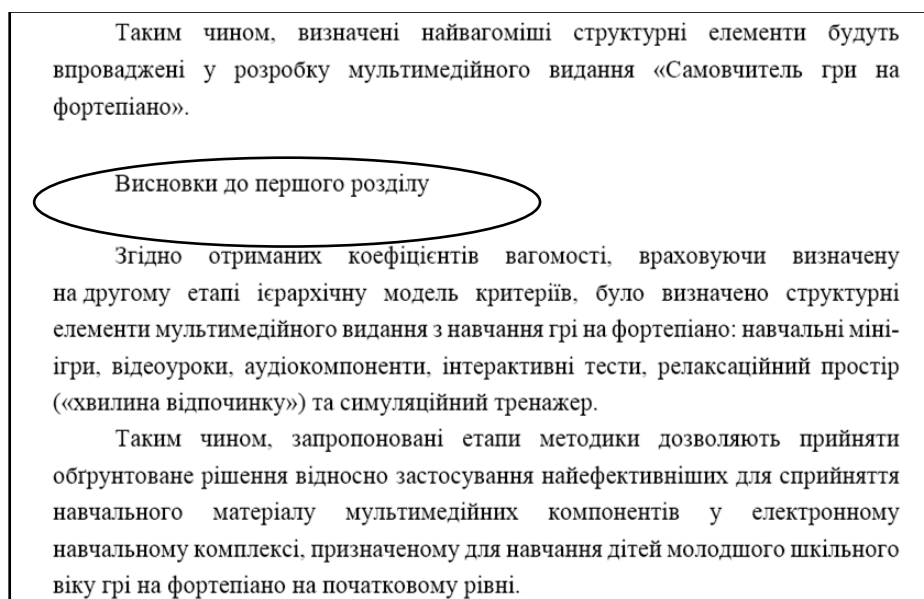 Таким чином, визначені найвагоміші структурні елементи будуть
впроваджені у розробку мультимедійного видання «Самовчитель гри на
фортепіано».
Висновки до першого розділу
Згідно отриманих коефіцієнтів вагомості, враховуючи визначену
на другому етапі ієрархічну модель критеріїв, було визначено структурні
елементи мультимедійного видання з навчання грі на фортепіано: навчальні міні-
ігри, відеоуроки, аудіокомпоненти, інтерактивні тести, релаксаційний простір
(«хвилина відпочинку») та симуляційний тренажер.
Таким чином, запропоновані етапи методики дозволяють прийняти
обґрунтоване рішення відносно застосування найефективніших для сприйняття
навчального матеріалу мультимедійних компонентів у електронному
навчальному комплексі, призначеному для навчання дітей молодшого шкільного
віку грі на фортепіано на початковому рівні.